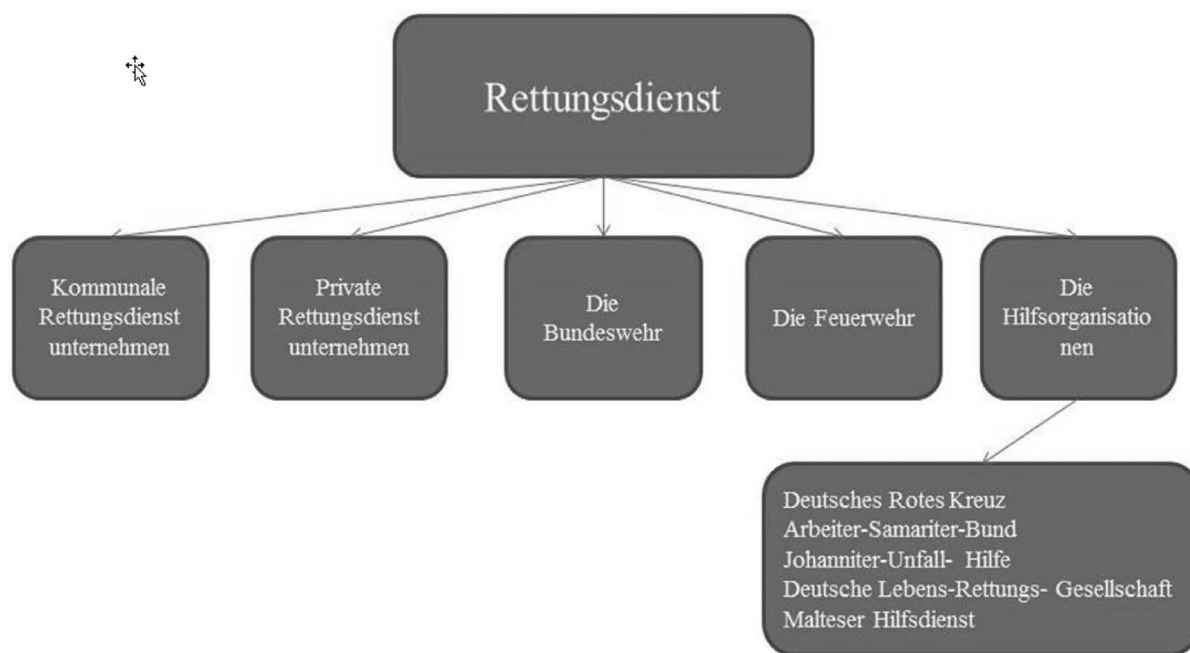 Rettungsdienst
Kommunale
Rettungsdienst
unternehmen
Private
Rettungsdienst
unternehmen
Die
Bundeswehr
Die Feuerwehr
Die
Hilfsorganisatio
nen
Deutsches Rotes Kreuz
Arbeiter-Samariter-Bund
Johanniter-Unfall- Hilfe
Deutsche Lebens-Rettungs- Gesellschaft
Malteser Hilfsdienst